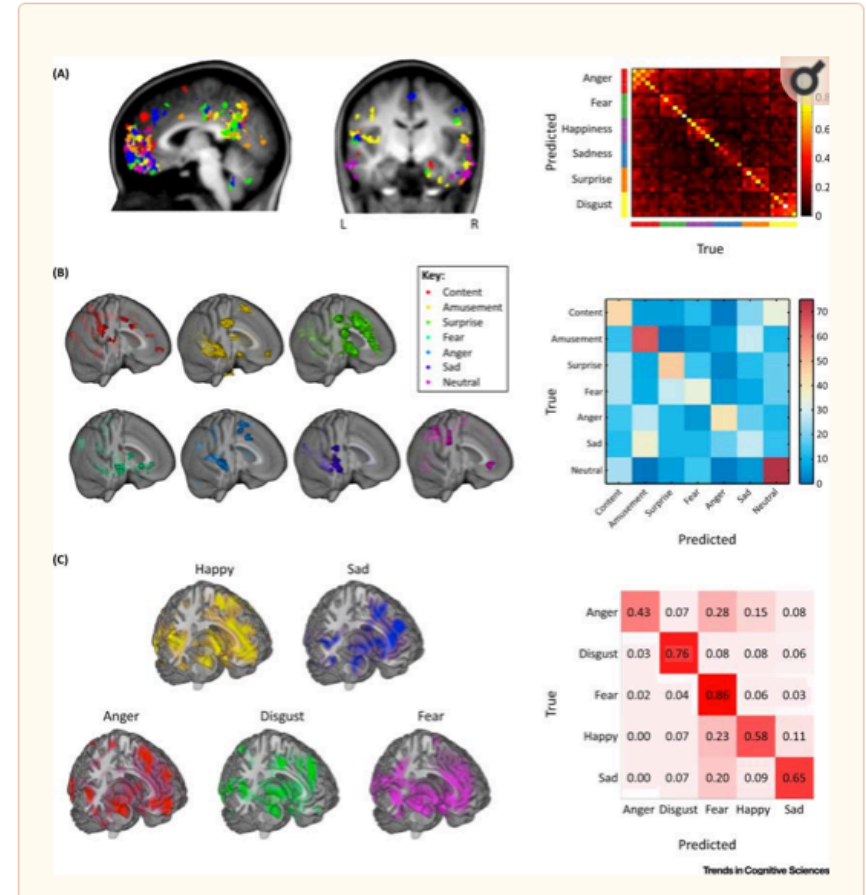 (A)
L
R
Predicted
Anger
Fear
Happiness
Sadness
Surprise
Disgust
True
0.8
0.6
0.4
0.2
0
(B)
Key:
Content
Amusement
Surprise
Fear
Anger
Sad
Neutral
True
Content
Amusement
Surprise
Fear
Anger
Sad
Neutral
Content
Amusement
Surprise
Fear
Anger
Sad
Neutral
Predicted
70
60
50
40
30
20
10
0
(C)
Happy
Sad
Anger
Disgust
Fear
True
Anger 0.43 0.07 0.28 0.15 0.08
Disgust 0.03 0.76 0.08 0.08 0.06
Fear 0.02 0.04 0.86 0.06 0.03
Happy 0.00 0.07 0.23 0.58 0.11
Sad 0.00 0.07 0.20 0.09 0.65
Anger Disgust Fear Happy Sad
Predicted
Trends in Cognitive Sciences